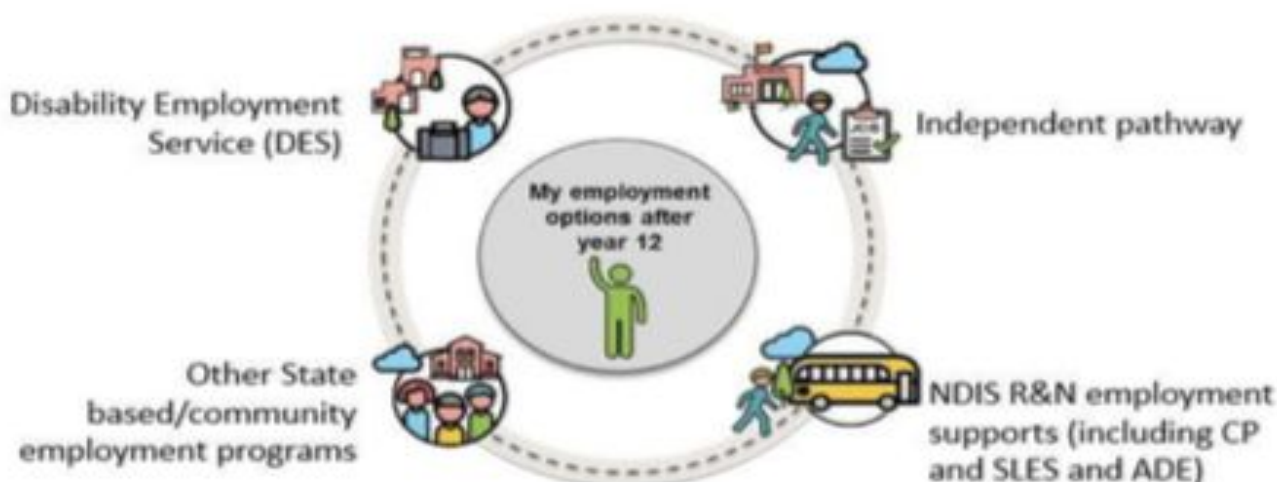 Disability Employment
Service (DES)
Independent pathway
JOB
My employment
options after
year 12
Other State
based/community
employment programs
NDIS R&N employment
supports (including CP
and SLES and ADE)